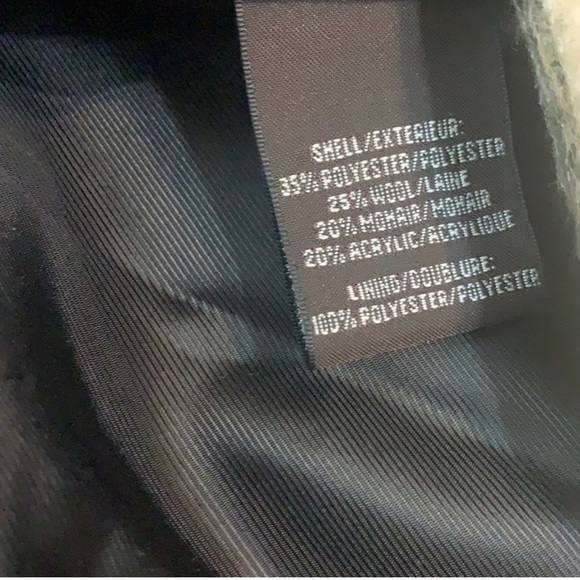 SHELL/EXTERIEUR:
35% POLYESTER/POLYESTER
25% WOOL/LAINE
20% MOHAIR/MOHAIR
20% ACRYLIC/ACRYLIQUE
LINING/DOUBLURE:
100% POLYESTER/POLYESTER